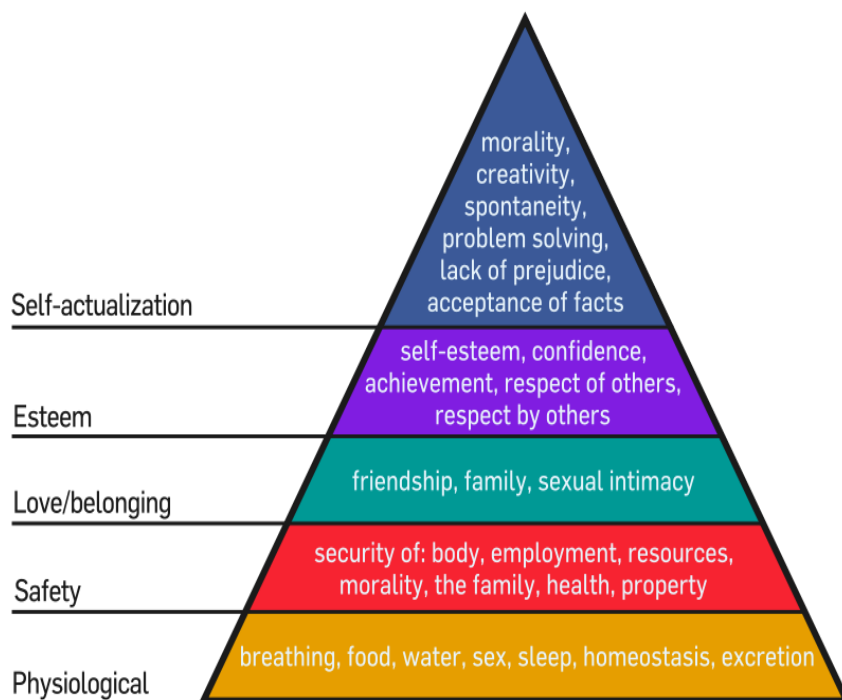 morality,
creativity,
spontaneity,
problem solving,
lack of prejudice,
acceptance of facts
Self-actualization
self-esteem, confidence,
achievement, respect of others,
respect by others
Esteem
friendship, family, sexual intimacy
Love/belonging
security of: body, employment, resources,
morality, the family, health, property
Safety
breathing, food, water, sex, sleep, homeostasis, excretion
Physiological